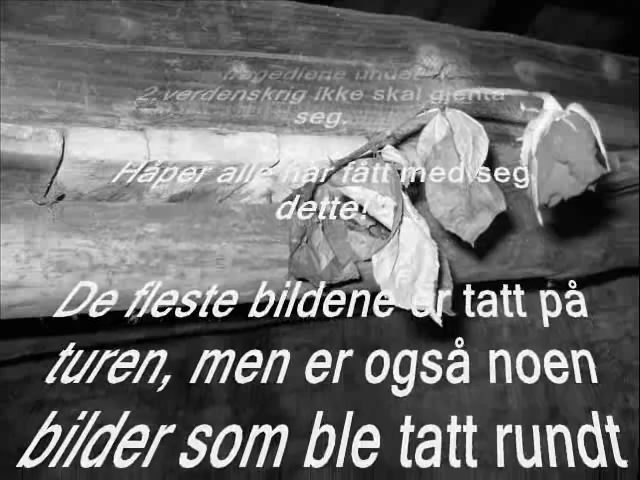 tragediene under
2.verdenskrig ikke skal gjenta
seg.
Håper alle har fått med seg
dette!
De fleste bildene er tatt på
turen, men er også noen
bilder som ble tatt rundt